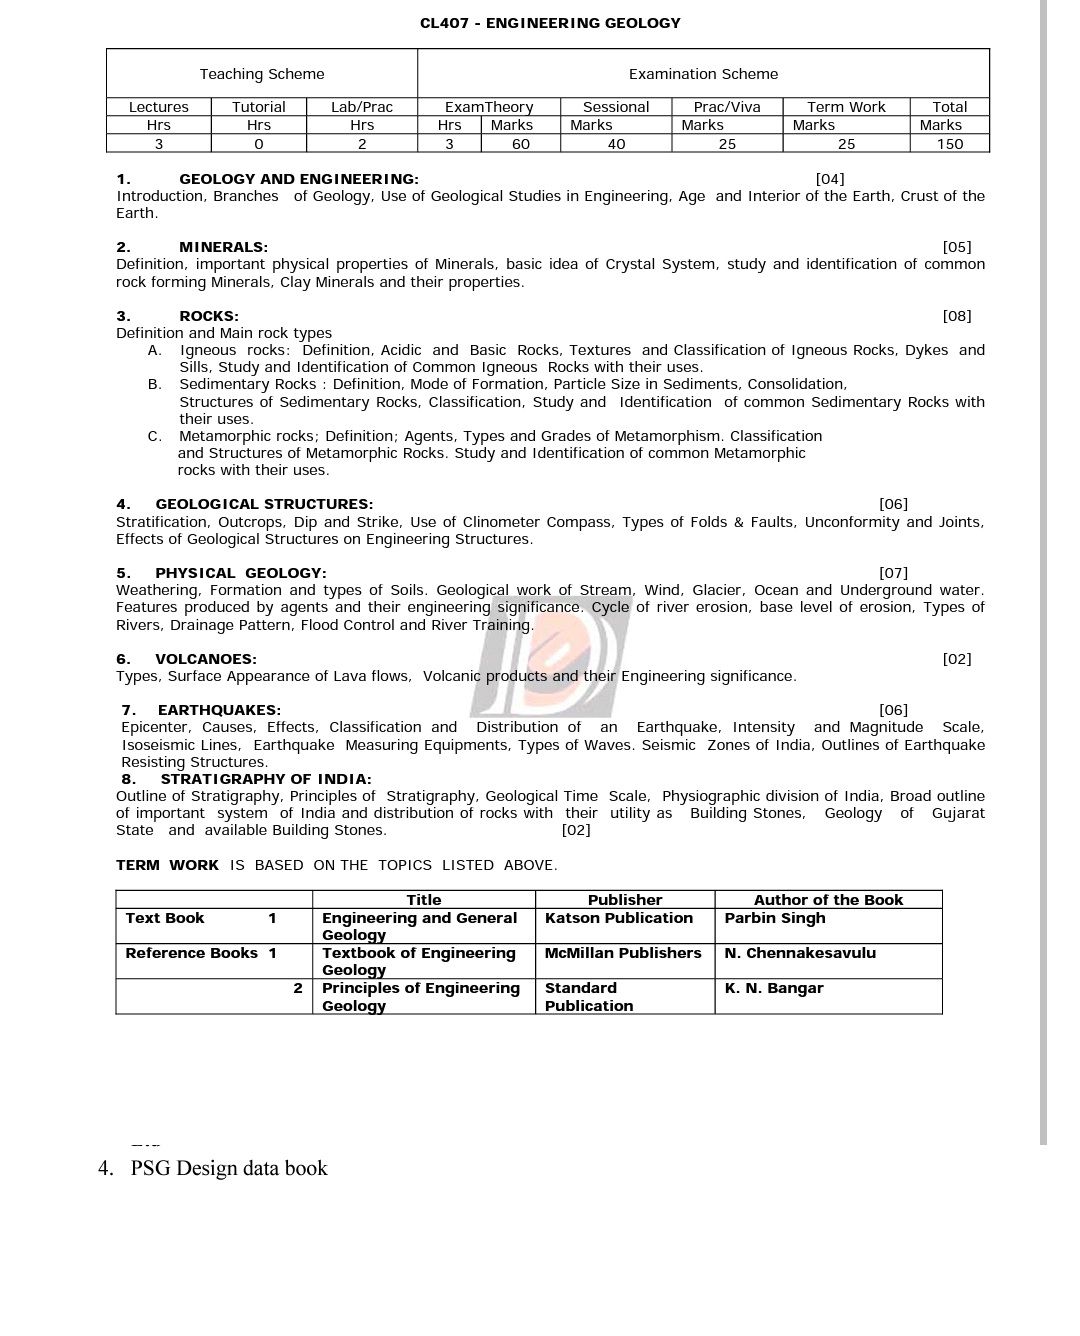 CL407 - ENGINEERING GEOLOGY
Teaching Scheme Examination Scheme
Lectures Tutorial Lab/Prac ExamTheory Sessional Prac/Viva Term Work Total
Hrs Hrs Hrs Hrs Marks Marks Marks Marks Marks
3 0 2 3 60 40 25 25 150
1. GEOLOGY AND ENGINEERING: [04]
Introduction, Branches of Geology, Use of Geological Studies in Engineering, Age and Interior of the Earth, Crust of the
Earth.
2. MINERALS: [05]
Definition, important physical properties of Minerals, basic idea of Crystal System, study and identification of common
rock forming Minerals, Clay Minerals and their properties.
3. ROCKS: [08]
Definition and Main rock types
A. Igneous rocks: Definition, Acidic and Basic Rocks, Textures and Classification of Igneous Rocks, Dykes and
Sills, Study and Identification of Common Igneous Rocks with their uses.
B. Sedimentary Rocks : Definition, Mode of Formation, Particle Size in Sediments, Consolidation,
Structures of Sedimentary Rocks, Classification, Study and Identification of common Sedimentary Rocks with
their uses.
C. Metamorphic rocks; Definition; Agents, Types and Grades of Metamorphism. Classification
and Structures of Metamorphic Rocks. Study and Identification of common Metamorphic
rocks with their uses.
4. GEOLOGICAL STRUCTURES: [06]
Stratification, Outcrops, Dip and Strike, Use of Clinometer Compass, Types of Folds & Faults, Unconformity and Joints,
Effects of Geological Structures on Engineering Structures.
5. PHYSICAL GEOLOGY: [07]
Weathering, Formation and types of Soils. Geological work of Stream, Wind, Glacier, Ocean and Underground water.
Features produced by agents and their engineering significance. Cycle of river erosion, base level of erosion, Types of
Rivers, Drainage Pattern, Flood Control and River Training.
6. VOLCANOES: [02]
Types, Surface Appearance of Lava flows, Volcanic products and their Engineering significance.
7. EARTHQUAKES: [06]
Epicenter, Causes, Effects, Classification and Distribution of an Earthquake, Intensity and Magnitude Scale,
Isoseismic Lines, Earthquake Measuring Equipments, Types of Waves. Seismic Zones of India, Outlines of Earthquake
Resisting Structures.
8. STRATIGRAPHY OF INDIA:
Outline of Stratigraphy, Principles of Stratigraphy, Geological Time Scale, Physiographic division of India, Broad outline
of important system of India and distribution of rocks with their utility as Building Stones, Geology of Gujarat
State and available Building Stones. [02]
TERM WORK IS BASED ON THE TOPICS LISTED ABOVE.
Title Publisher Author of the Book
Text Book 1 Engineering and General Katson Publication Parbin Singh
Geology
Reference Books 1 Textbook of Engineering McMillan Publishers N. Chennakesavulu
Geology
2 Principles of Engineering Standard K. N. Bangar
Geology Publication
4. PSG Design data book